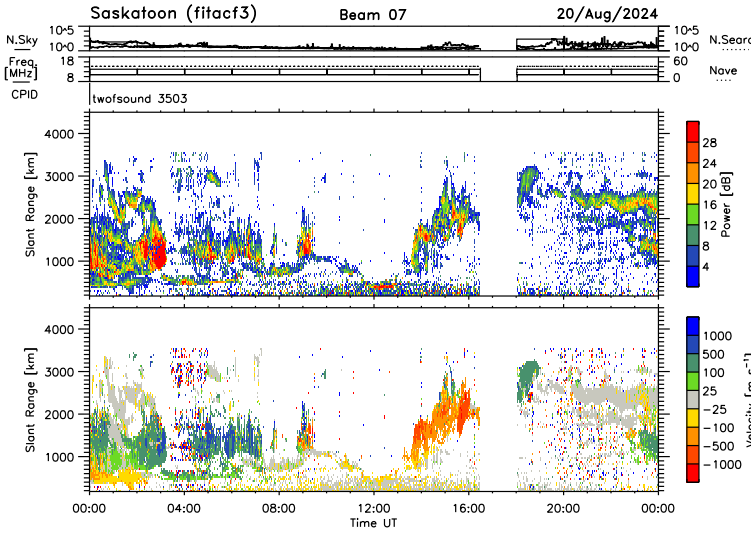 Saskatoon (fitacf3) Beam 07 20/Aug/2024
N.Sky 10^5 10^0 10^5 10^0 N.Sear
Freq. [MHz] 18 8 60 0 Nave
CPID twofsound 3503
Slant Range [km] 4000 3000 2000 1000
Power [dB] 28 24 20 16 12 8 4
Slant Range [km] 4000 3000 2000 1000
Velocity [m s^-1] 1000 500 100 25 -25 -100 -500 -1000
00:00 04:00 08:00 12:00 16:00 20:00 00:00
Time UT